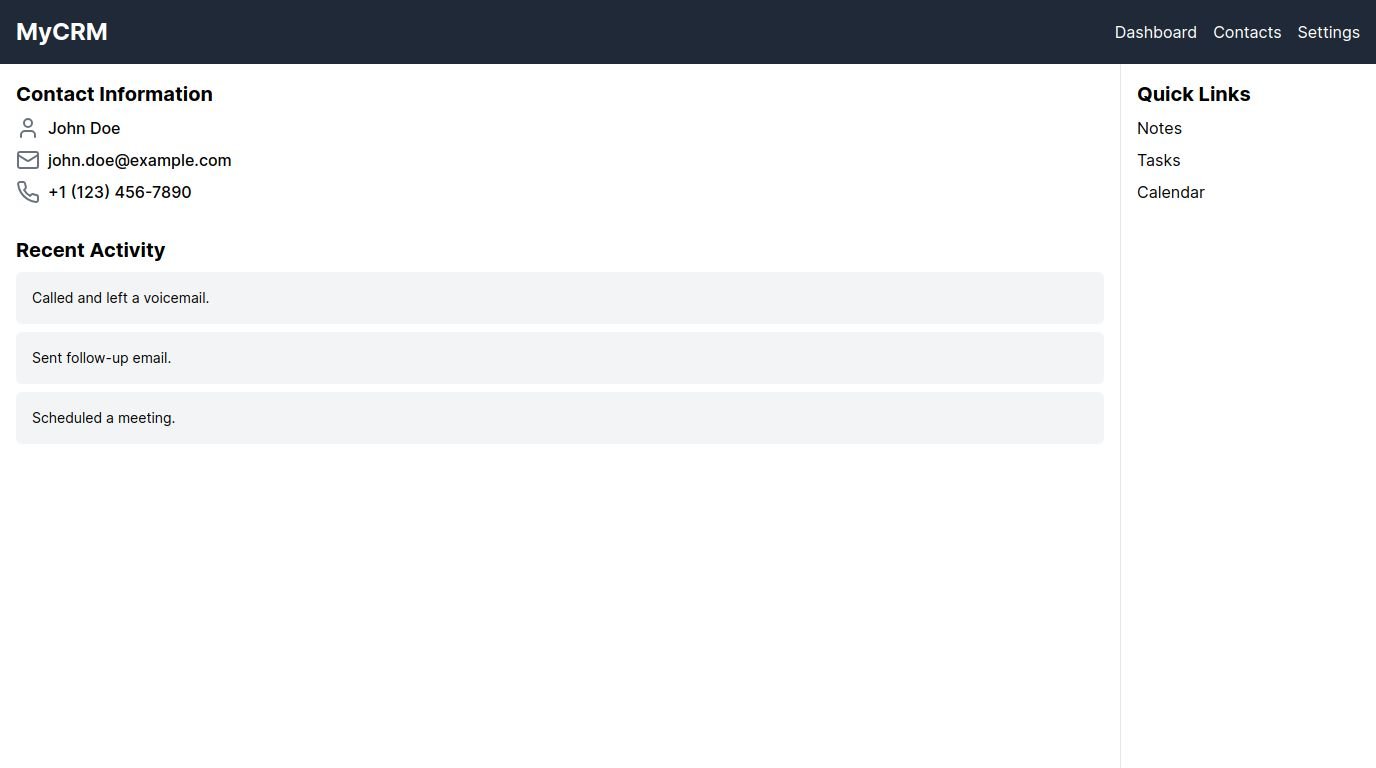 MyCRM
Dashboard Contacts Settings
Contact Information
John Doe
john.doe@example.com
+1 (123) 456-7890
Recent Activity
Called and left a voicemail.
Sent follow-up email.
Scheduled a meeting.
Quick Links
Notes
Tasks
Calendar